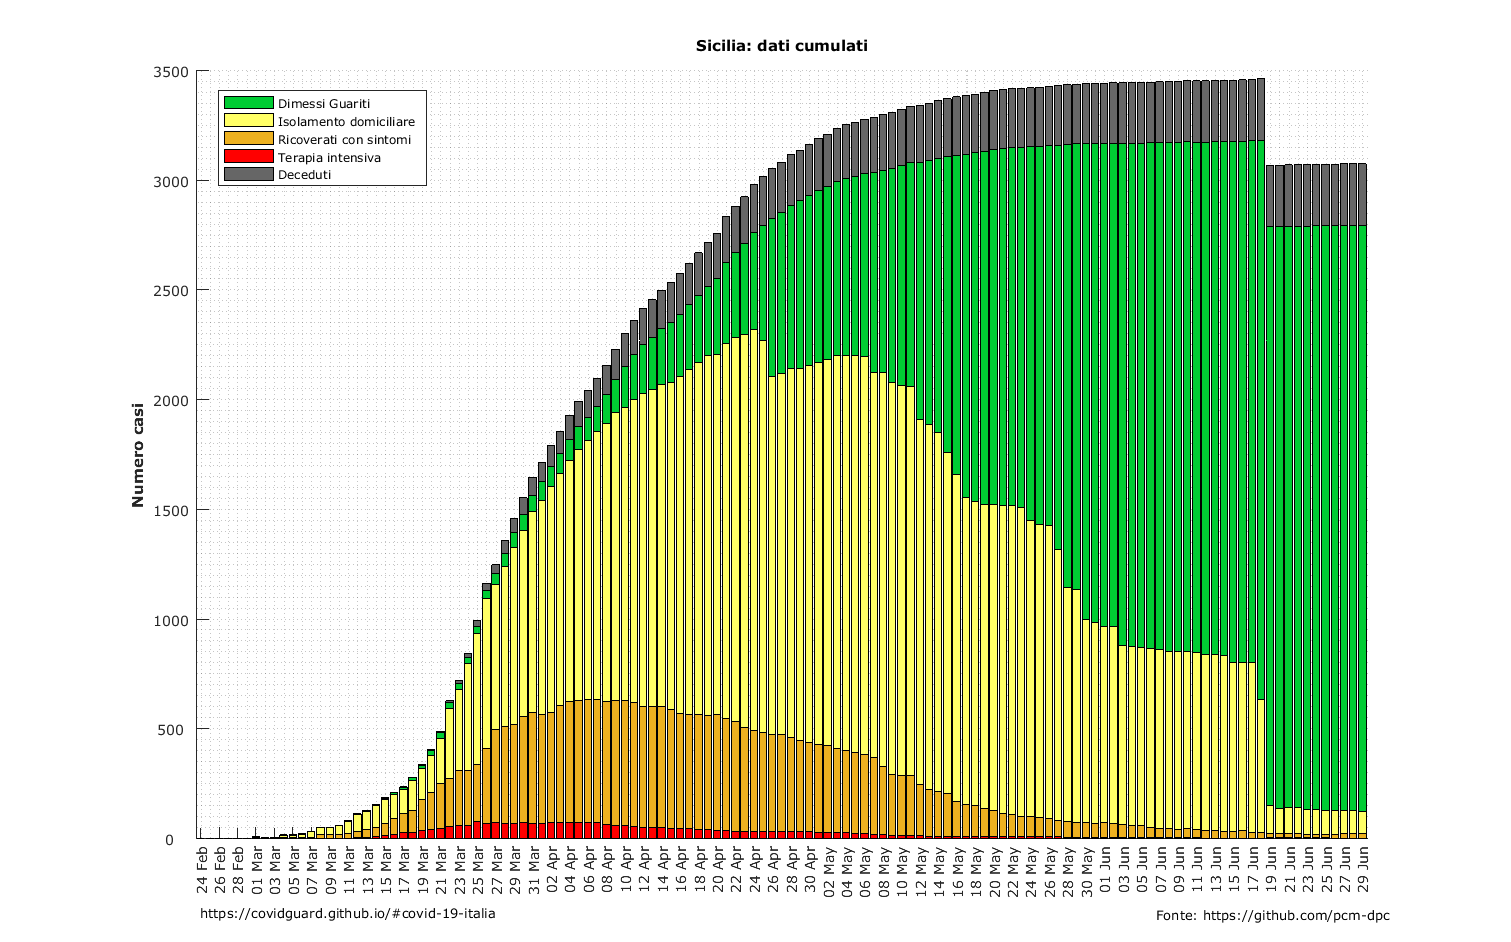 Sicilia: dati cumulati
3500
3000
2500
2000
1500
1000
500
0
Numero casi
Dimessi Guariti
Isolamento domiciliare
Ricoverati con sintomi
Terapia intensiva
Deceduti
24 Feb
26 Feb
28 Feb
01 Mar
03 Mar
05 Mar
07 Mar
09 Mar
11 Mar
13 Mar
15 Mar
17 Mar
19 Mar
21 Mar
23 Mar
25 Mar
27 Mar
29 Mar
31 Mar
02 Apr
04 Apr
06 Apr
08 Apr
10 Apr
12 Apr
14 Apr
16 Apr
18 Apr
20 Apr
22 Apr
24 Apr
26 Apr
28 Apr
30 Apr
02 May
04 May
06 May
08 May
10 May
12 May
14 May
16 May
18 May
20 May
22 May
24 May
26 May
28 May
30 May
01 Jun
03 Jun
05 Jun
07 Jun
09 Jun
11 Jun
13 Jun
15 Jun
17 Jun
19 Jun
21 Jun
23 Jun
25 Jun
27 Jun
29 Jun
https://covidguard.github.io/#covid-19-italia
Fonte: https://github.com/pcm-dpc